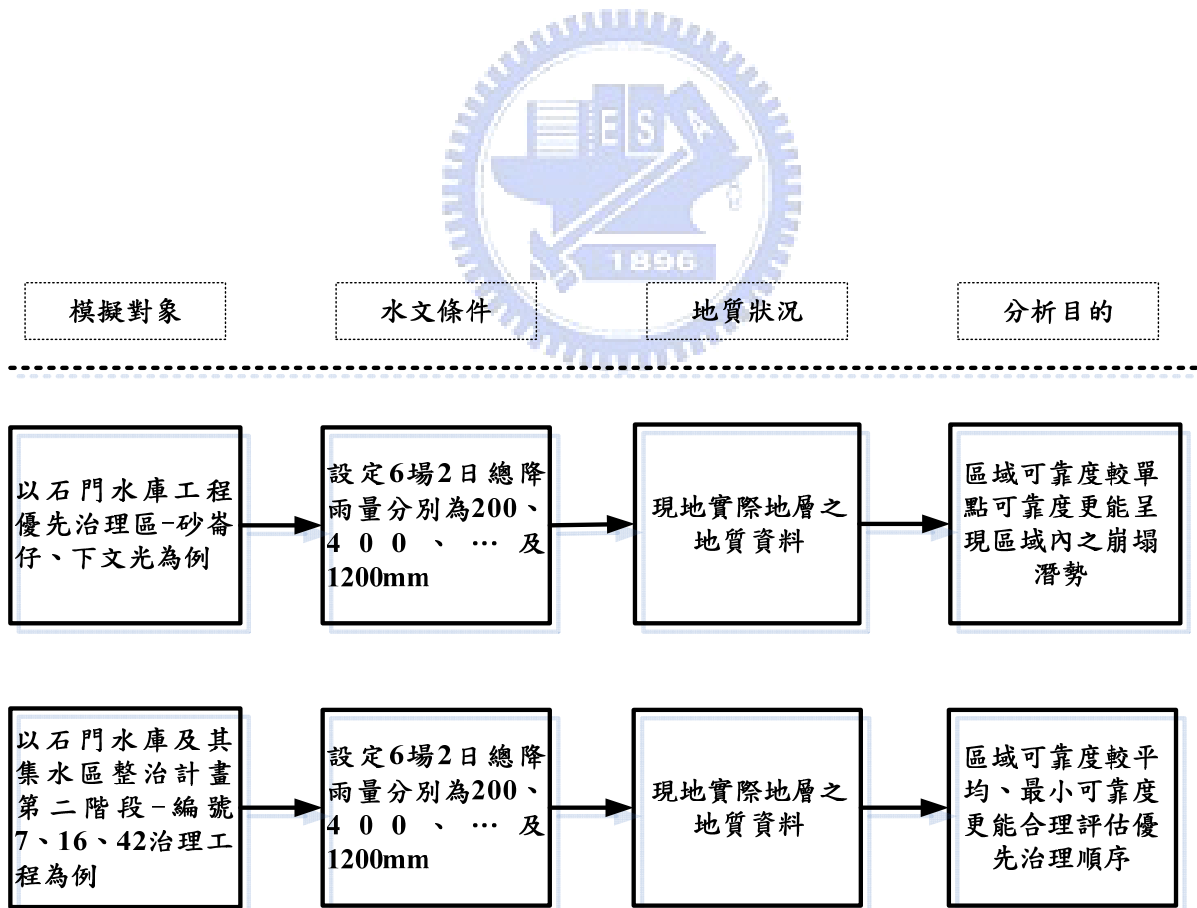 ESA
1896
模擬對象
水文條件
地質狀況
分析目的
以石門水庫工程
優先治理區-砂崙
仔、下文光為例
設定6場2日總降
雨量分別為200、
400、…及
1200mm
現地實際地層之
地質資料
區域可靠度較單
點可靠度更能呈
現區域內之崩塌
潛勢
以石門水庫及其
集水區整治計畫
第二階段-編號
7、16、42治理工
程為例
設定6場2日總降
雨量分別為200、
400、…及
1200mm
現地實際地層之
地質資料
區域可靠度較平
均、最小可靠度
更能合理評估優
先治理順序